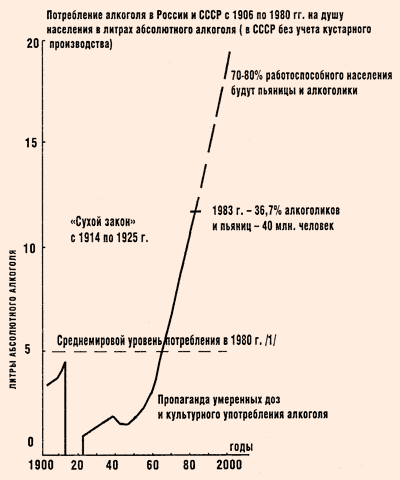 Потребление алкоголя в России и СССР с 1906 по 1980 гг. на душу
населения в литрах абсолютного алкоголя ( в СССР без учета кустарного
производства)
20
70-80% работоспособного населения
будут пьяницы и алкоголики
15
1983 г. – 36,7% алкоголиков
и пьяниц – 40 млн. человек
«Сухой закон»
с 1914 по 1925 г.
10
ЛИТРЫ АБСОЛЮТНОГО АЛКОГОЛЯ
Среднемировой уровень потребления в 1980 г. /1/
5
Пропаганда умеренных доз
и культурного употребления алкоголя
0
годы
1900 20 40 60 80 2000